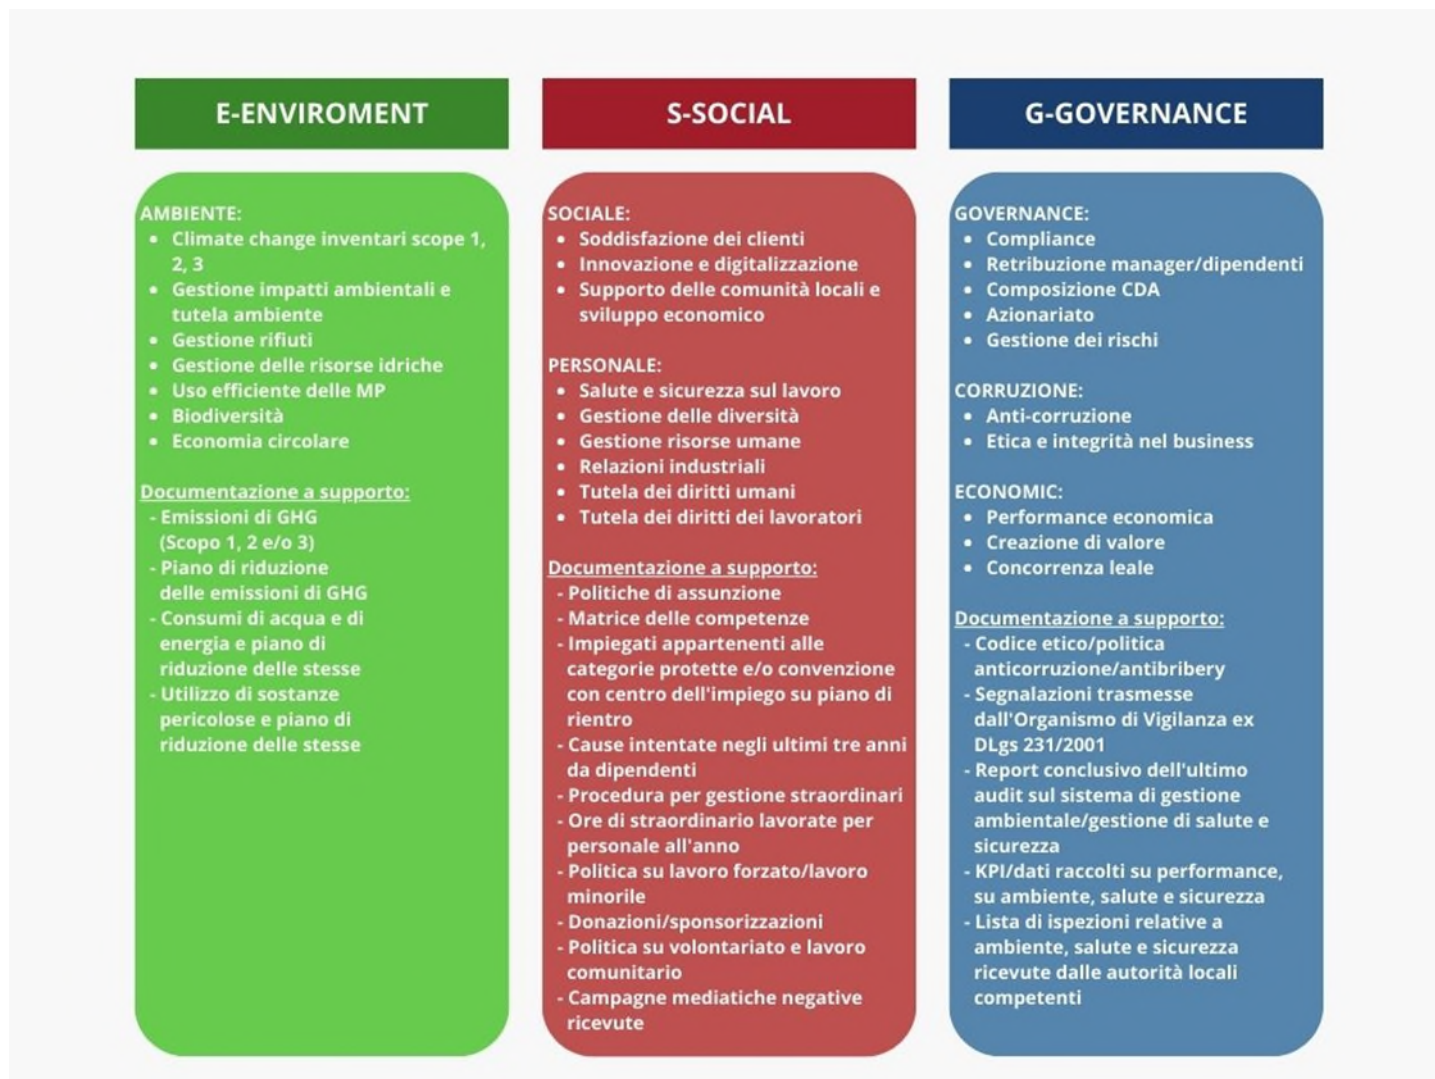 E-ENVIROMENT
AMBIENTE:
• Climate change inventari scope 1,
2, 3
• Gestione impatti ambientali e
tutela ambiente
• Gestione rifiuti
• Gestione delle risorse idriche
• Uso efficiente delle MP
• Biodiversità
• Economia circolare
Documentazione a supporto:
- Emissioni di GHG
(Scopo 1, 2 e/o 3)
- Piano di riduzione
delle emissioni di GHG
- Consumi di acqua e di
energia e piano di
riduzione delle stesse
- Utilizzo di sostanze
pericolose e piano di
riduzione delle stesse
S-SOCIAL
SOCIALE:
• Soddisfazione dei clienti
• Innovazione e digitalizzazione
• Supporto delle comunità locali e
sviluppo economico
PERSONALE:
• Salute e sicurezza sul lavoro
• Gestione delle diversità
• Gestione risorse umane
• Relazioni industriali
• Tutela dei diritti umani
• Tutela dei diritti dei lavoratori
Documentazione a supporto:
- Politiche di assunzione
- Matrice delle competenze
- Impiegati appartenenti alle
categorie protette e/o convenzione
con centro dell'impiego su piano di
rientro
- Cause intentate negli ultimi tre anni
da dipendenti
- Procedura per gestione straordinari
- Ore di straordinario lavorate per
personale all'anno
- Politica su lavoro forzato/lavoro
minorile
- Donazioni/sponsorizzazioni
- Politica su volontariato e lavoro
comunitario
- Campagne mediatiche negative
ricevute
G-GOVERNANCE
GOVERNANCE:
• Compliance
• Retribuzione manager/dipendenti
• Composizione CDA
• Azionariato
• Gestione dei rischi
CORRUZIONE:
• Anti-corruzione
• Etica e integrità nel business
ECONOMIC:
• Performance economica
• Creazione di valore
• Concorrenza leale
Documentazione a supporto:
- Codice etico/politica
anticorruzione/antibribery
- Segnalazioni trasmesse
dall'Organismo di Vigilanza ex
DLgs 231/2001
- Report conclusivo dell'ultimo
audit sul sistema di gestione
ambientale/gestione di salute e
sicurezza
- KPI/dati raccolti su performance,
su ambiente, salute e sicurezza
- Lista di ispezioni relative a
ambiente, salute e sicurezza
ricevute dalle autorità locali
competenti